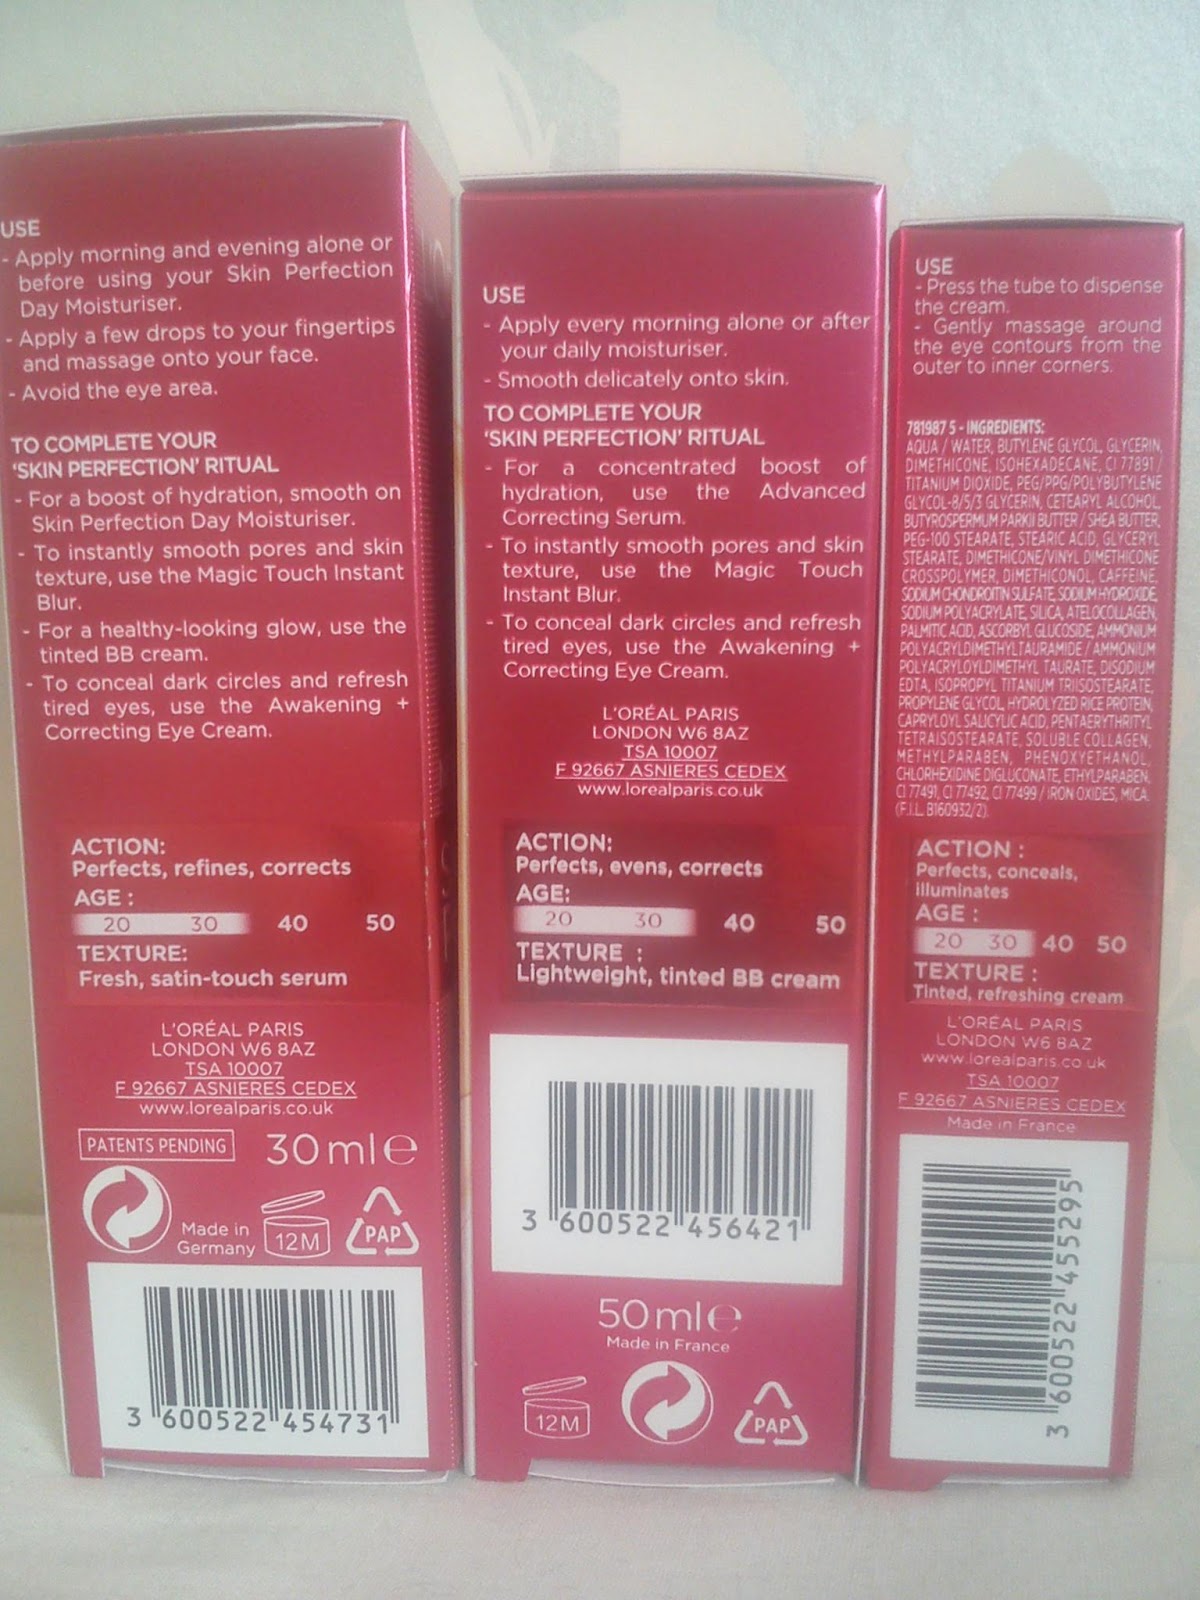 USE
- Apply morning and evening alone or
before using your Skin Perfection
Day Moisturiser.
- Apply a few drops to your fingertips
and massage onto your face.
- Avoid the eye area.
TO COMPLETE YOUR
'SKIN PERFECTION' RITUAL
- For a boost of hydration, smooth on
Skin Perfection Day Moisturiser.
- To instantly smooth pores and skin
texture, use the Magic Touch Instant
Blur.
- For a healthy-looking glow, use the
tinted BB cream.
- To conceal dark circles and refresh
tired eyes, use the Awakening +
Correcting Eye Cream.
ACTION:
Perfects, refines, corrects
AGE :
20 30 40 50
TEXTURE:
Fresh, satin-touch serum
L'ORÉAL PARIS
LONDON W6 8AZ
TSA 10007
F 92667 ASNIERES CEDEX
www.lorealparis.co.uk
PATENTS PENDING 30 ml e
Made in
Germany
12M
PAP
3 600522 454731
USE
- Apply every morning alone or after
your daily moisturiser.
- Smooth delicately onto skin.
TO COMPLETE YOUR
'SKIN PERFECTION' RITUAL
- For a concentrated boost of
hydration, use the Advanced
Correcting Serum.
- To instantly smooth pores and skin
texture, use the Magic Touch
Instant Blur.
- To conceal dark circles and refresh
tired eyes, use the Awakening +
Correcting Eye Cream.
L'ORÉAL PARIS
LONDON W6 8AZ
TSA 10007
F 92667 ASNIERES CEDEX
www.lorealparis.co.uk
ACTION:
Perfects, evens, corrects
AGE:
20 30 40 50
TEXTURE :
Lightweight, tinted BB cream
3 600522 456421
50 ml e
Made in France
12M
PAP
USE
- Press the tube to dispense
the cream.
- Gently massage around
the eye contours from the
outer to inner corners.
781987 5 - INGREDIENTS:
AQUA / WATER, BUTYLENE GLYCOL, GLYCERIN,
DIMETHICONE, ISOHEXADECANE, CI 77891 /
TITANIUM DIOXIDE, PEG/PPG/POLYBUTYLENE
GLYCOL-8/5/3 GLYCERIN, CETEARYL ALCOHOL,
BUTYROSPERMUM PARKII BUTTER / SHEA BUTTER,
PEG-100 STEARATE, STEARIC ACID, GLYCERYL
STEARATE, DIMETHICONE/VINYL DIMETHICONE
CROSSPOLYMER, DIMETHICONOL, CAFFEINE,
SODIUM CHONDROITIN SULFATE, SODIUM HYDROXIDE,
SODIUM POLYACRYLATE, SILICA, ATELOCOLLAGEN,
PALMITIC ACID, ASCORBYL GLUCOSIDE, AMMONIUM
POLYACRYLDIMETHYLTAURAMIDE / AMMONIUM
POLYACRYLOYLDIMETHYL TAURATE, DISODIUM
EDTA, ISOPROPYL TITANIUM TRIISOSTEARATE,
PROPYLENE GLYCOL, HYDROLYZED RICE PROTEIN,
CAPRYLOYL SALICYLIC ACID, PENTAERYTHRITYL
TETRAISOSTEARATE, SOLUBLE COLLAGEN,
METHYLPARABEN, PHENOXYETHANOL,
CHLORHEXIDINE DIGLUCONATE, ETHYLPARABEN,
CI 77491, CI 77492, CI 77499 / IRON OXIDES, MICA.
(F.I.L. B160932/2).
ACTION :
Perfects, conceals,
illuminates
AGE :
20 30 40 50
TEXTURE :
Tinted, refreshing cream
L'ORÉAL PARIS
LONDON W6 8AZ
www.lorealparis.co.uk
TSA 10007
F 92667 ASNIERES CEDEX
Made in France
3 600522 455295